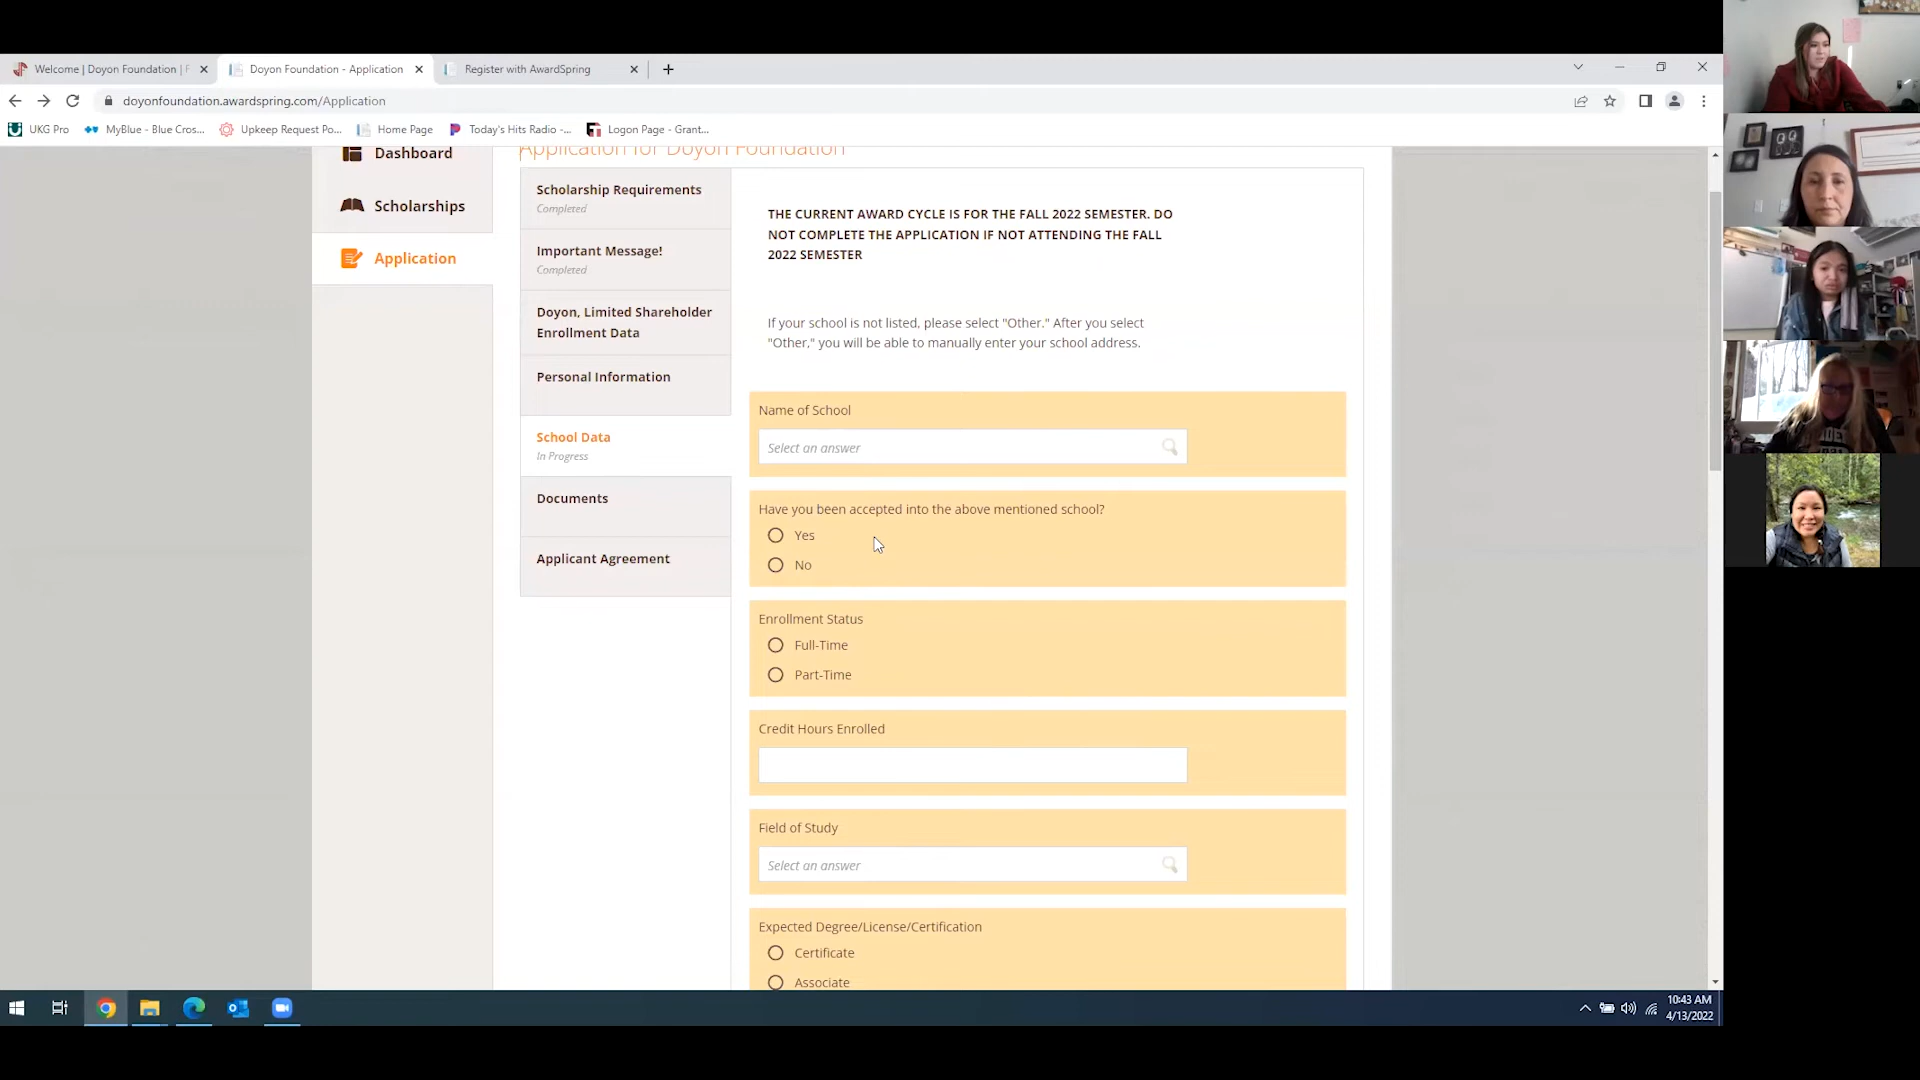 Welcome | Doyon Foundation | F
Doyon Foundation - Application
Register with AwardSpring
doyonfoundation.awardspring.com/Application
UKG Pro
MyBlue - Blue Cros...
Upkeep Request Po...
Home Page
Today's Hits Radio -...
Logon Page - Grant...
Dashboard
Scholarships
Application
Application for Doyon Foundation
Scholarship Requirements
Completed
Important Message!
Completed
Doyon, Limited Shareholder
Enrollment Data
Personal Information
School Data
In Progress
Documents
Applicant Agreement
THE CURRENT AWARD CYCLE IS FOR THE FALL 2022 SEMESTER. DO
NOT COMPLETE THE APPLICATION IF NOT ATTENDING THE FALL
2022 SEMESTER
If your school is not listed, please select "Other." After you select
"Other," you will be able to manually enter your school address.
Name of School
Select an answer
Have you been accepted into the above mentioned school?
Yes
No
Enrollment Status
Full-Time
Part-Time
Credit Hours Enrolled
Field of Study
Select an answer
Expected Degree/License/Certification
Certificate
Associate
10:43 AM
4/13/2022